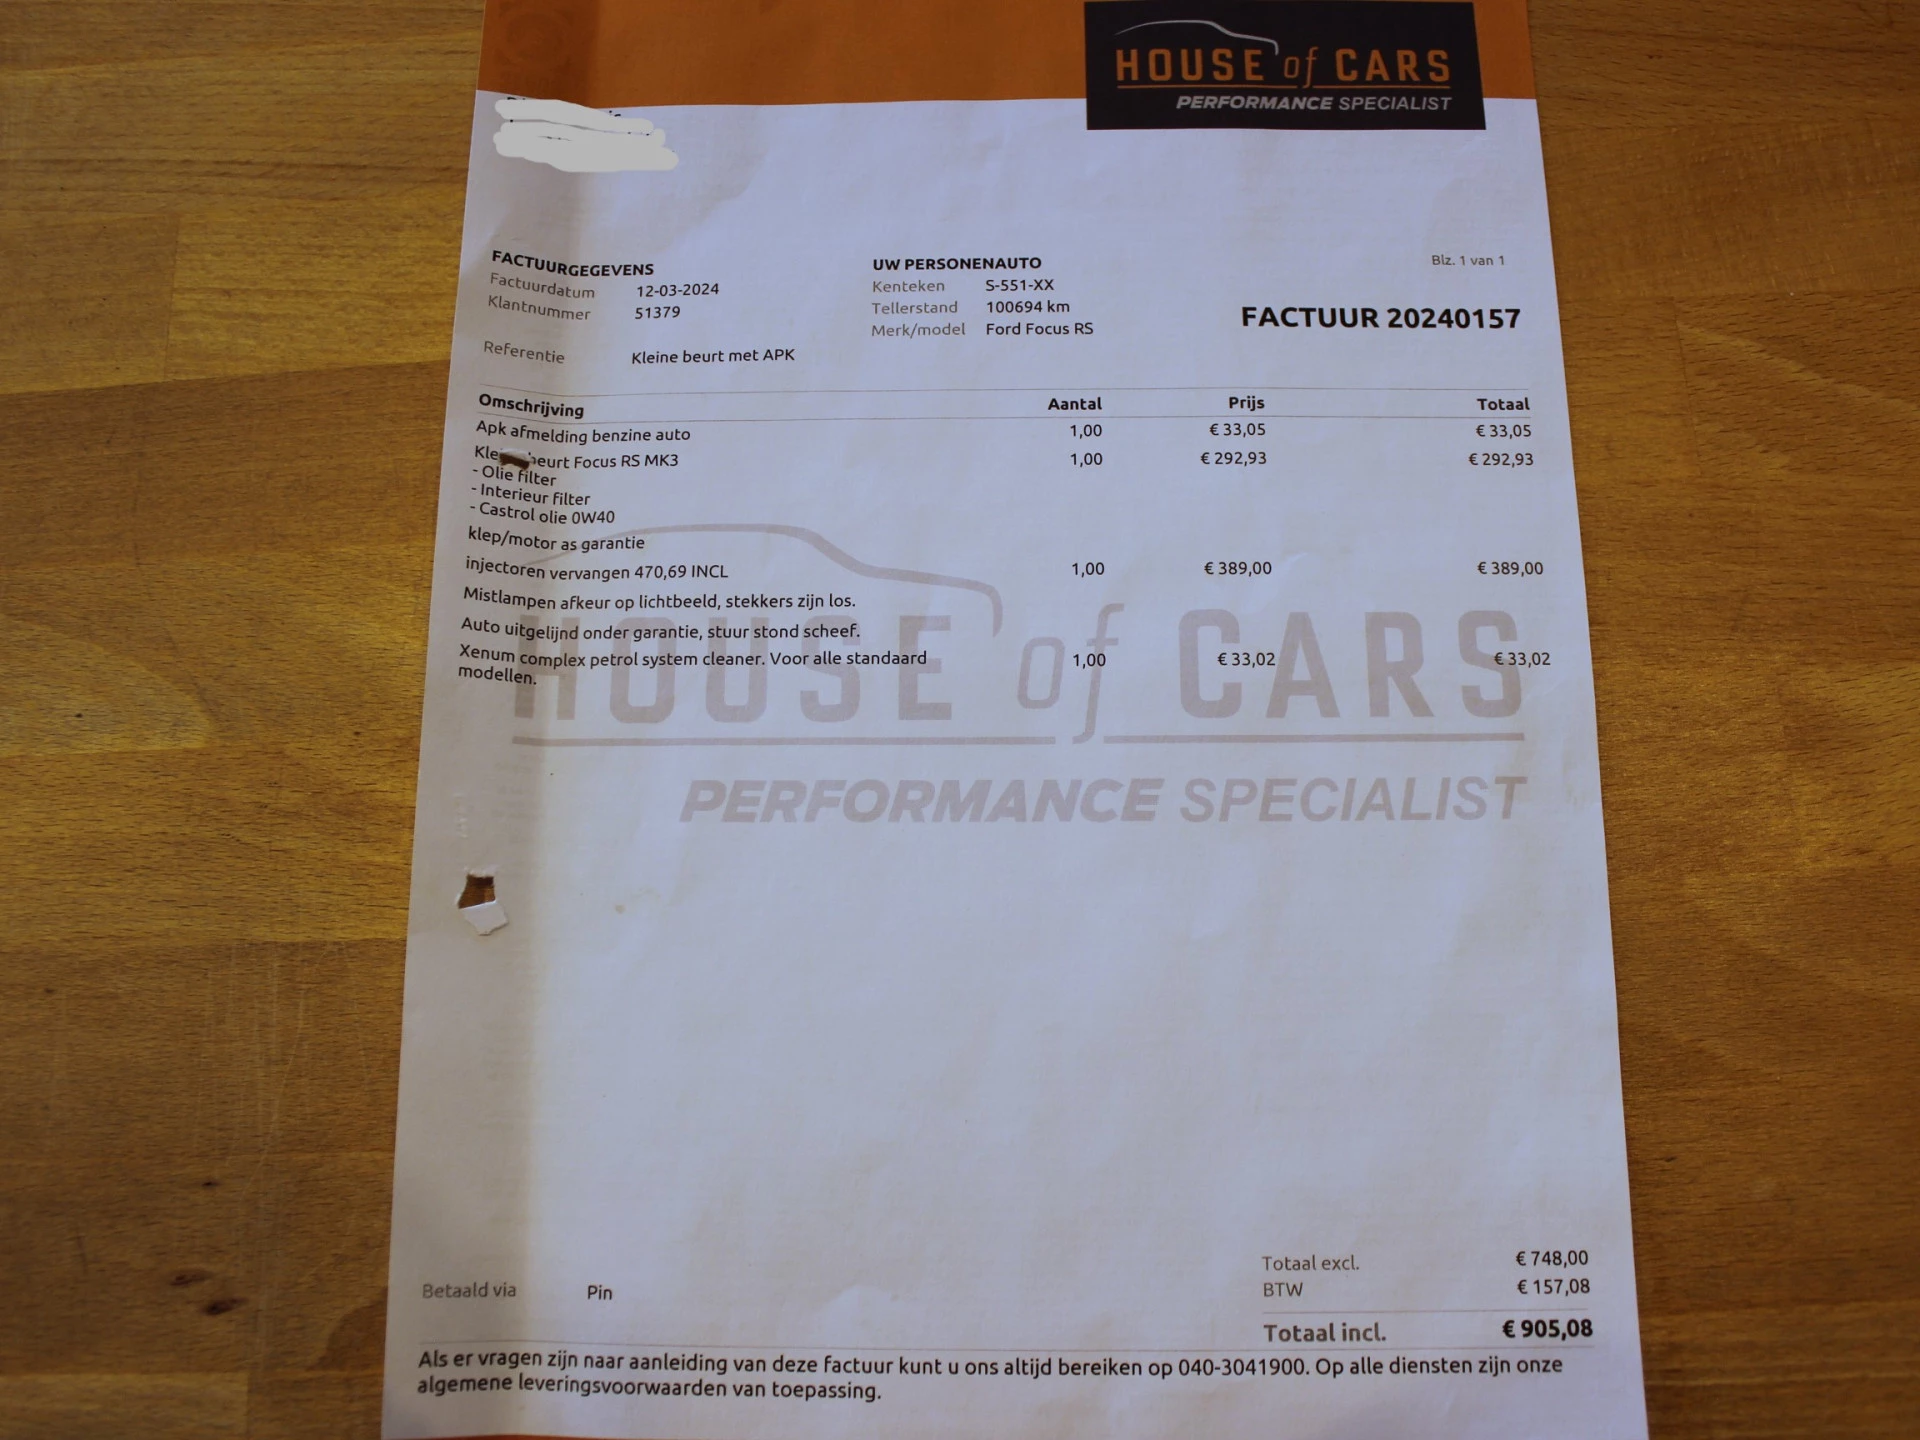 HOUSE of CARS
PERFORMANCE SPECIALIST
FACTUURGEGEVENS
Factuurdatum 12-03-2024
Klantnummer 51379
Referentie Kleine beurt met APK
UW PERSONENAUTO
Kenteken S-551-XX
Tellerstand 100694 km
Merk/model Ford Focus RS
Blz. 1 van 1
FACTUUR 20240157
Omschrijving Aantal Prijs Totaal
Apk afmelding benzine auto 1,00 € 33,05 € 33,05
beurt Focus RS MK3 1,00 € 292,93 € 292,93
- Olie filter
- Interieur filter
- Castrol olie 0W40
klep/motor as garantie
injectoren vervangen 470,69 INCL 1,00 € 389,00 € 389,00
Mistlampen afkeur op lichtbeeld, stekkers zijn los.
Auto uitgelijnd onder garantie, stuur stond scheef.
Xenum complex petrol system cleaner. Voor alle standaard 1,00 € 33,02 € 33,02
modellen.
HOUSE of CARS
PERFORMANCE SPECIALIST
Betaald via Pin
Totaal excl. € 748,00
BTW € 157,08
Totaal incl. € 905,08
Als er vragen zijn naar aanleiding van deze factuur kunt u ons altijd bereiken op 040-3041900. Op alle diensten zijn onze
algemene leveringsvoorwaarden van toepassing.